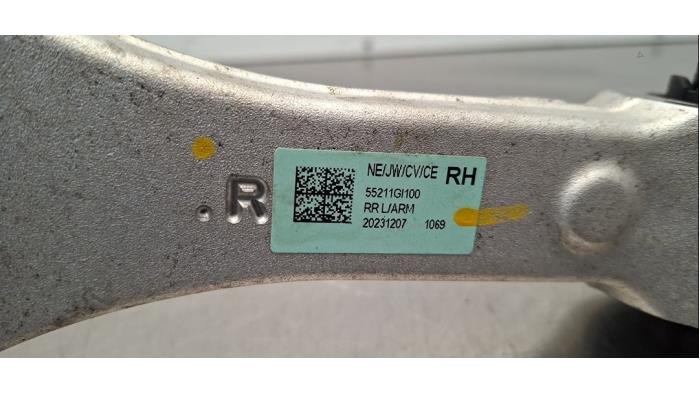 NE/JW/CV/CE RH
55211GI100
RR L/ARM
20231207 1069
.R